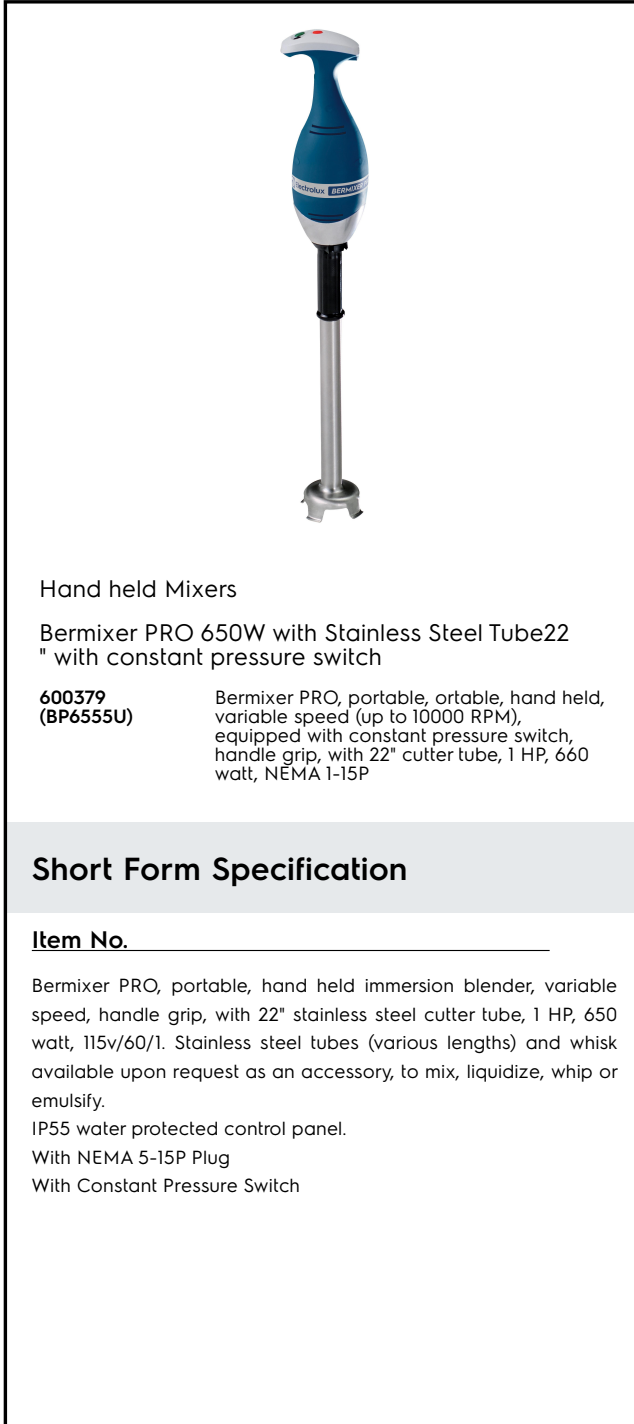 Electrolux BERMIXER
Hand held Mixers
Bermixer PRO 650W with Stainless Steel Tube22
" with constant pressure switch
600379
(BP6555U)
Bermixer PRO, portable, ortable, hand held,
variable speed (up to 10000 RPM),
equipped with constant pressure switch,
handle grip, with 22" cutter tube, 1 HP, 660
watt, NEMA 1-15P
Short Form Specification
Item No.
Bermixer PRO, portable, hand held immersion blender, variable
speed, handle grip, with 22" stainless steel cutter tube, 1 HP, 650
watt, 115v/60/1. Stainless steel tubes (various lengths) and whisk
available upon request as an accessory, to mix, liquidize, whip or
emulsify.
IP55 water protected control panel.
With NEMA 5-15P Plug
With Constant Pressure Switch